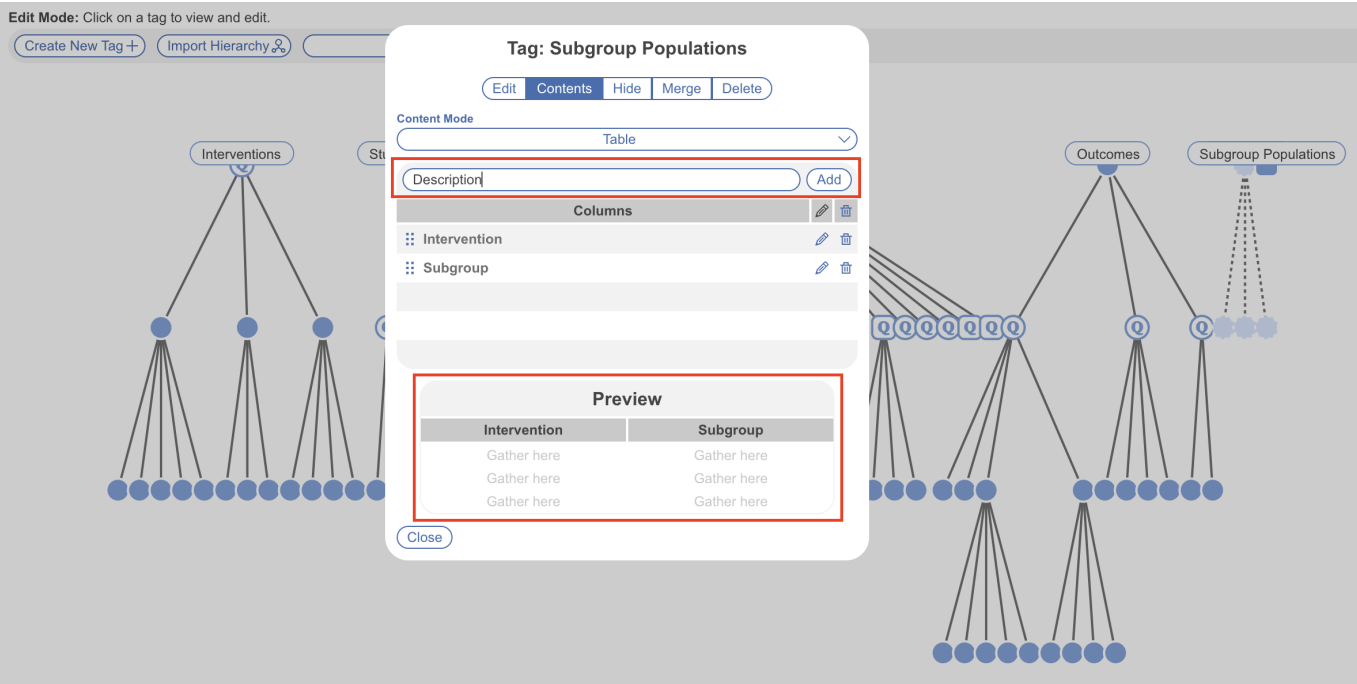 Edit Mode: Click on a tag to view and edit.
Create New Tag
Import Hierarchy
Tag: Subgroup Populations
Edit Contents Hide Merge Delete
Content Mode
Table
Interventions
Outcomes
Subgroup Populations
Description
Add
Columns
Intervention
Subgroup
Q Q Q Q Q Q Q Q Q
Preview
Intervention Subgroup
Gather here Gather here
Gather here Gather here
Gather here Gather here
Close